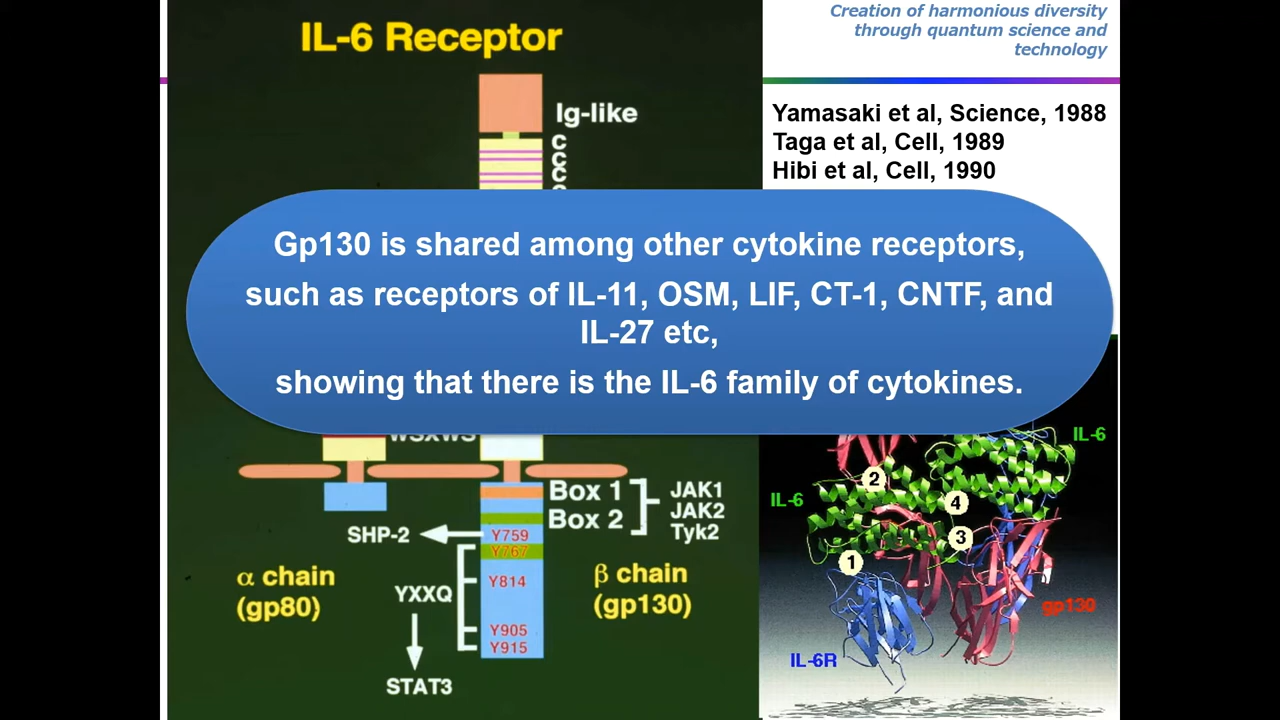 IL-6 Receptor
Creation of harmonious diversity
through quantum science and
technology
Ig-like
C
C
C
Yamasaki et al, Science, 1988
Taga et al, Cell, 1989
Hibi et al, Cell, 1990
Gp130 is shared among other cytokine receptors,
such as receptors of IL-11, OSM, LIF, CT-1, CNTF, and
IL-27 etc,
showing that there is the IL-6 family of cytokines.
WSXWS
Box 1
Box 2
JAK1
JAK2
Tyk2
SHP-2
Y759
Y767
YXXQ
Y814
Y905
Y915
STAT3
α chain
(gp80)
β chain
(gp130)
IL-6
IL-6
2
4
3
1
gp130
IL-6R